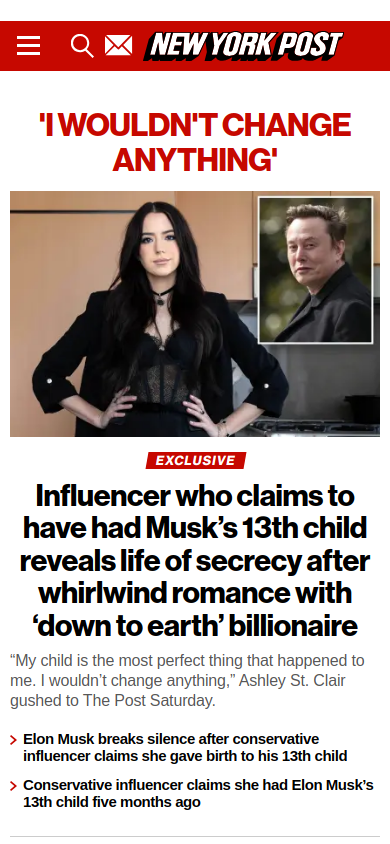 NEW YORK POST
'I WOULDN'T CHANGE
ANYTHING'
EXCLUSIVE
Influencer who claims to
have had Musk’s 13th child
reveals life of secrecy after
whirlwind romance with
‘down to earth’ billionaire
“My child is the most perfect thing that happened to
me. I wouldn’t change anything,” Ashley St. Clair
gushed to The Post Saturday.
Elon Musk breaks silence after conservative
influencer claims she gave birth to his 13th child
Conservative influencer claims she had Elon Musk’s
13th child five months ago